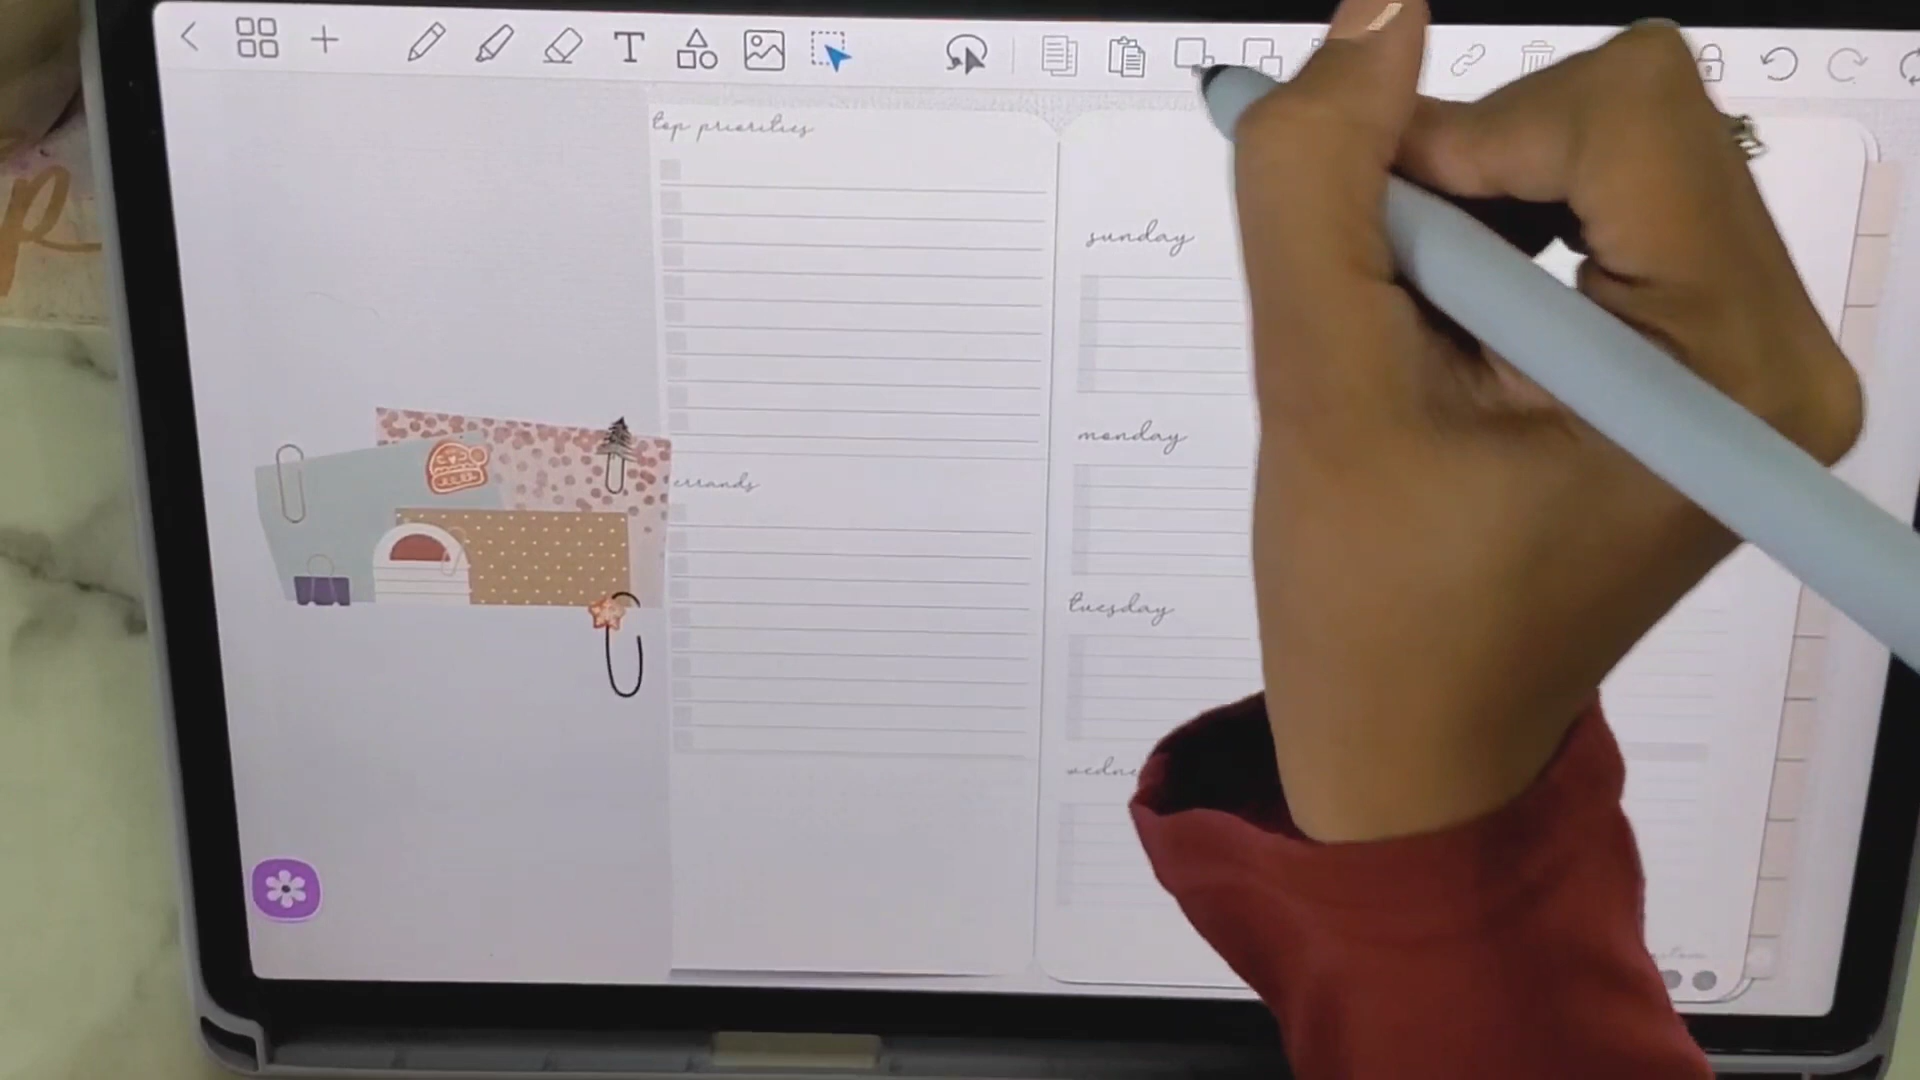 T
top priorities
sunday
monday
errands
tuesday